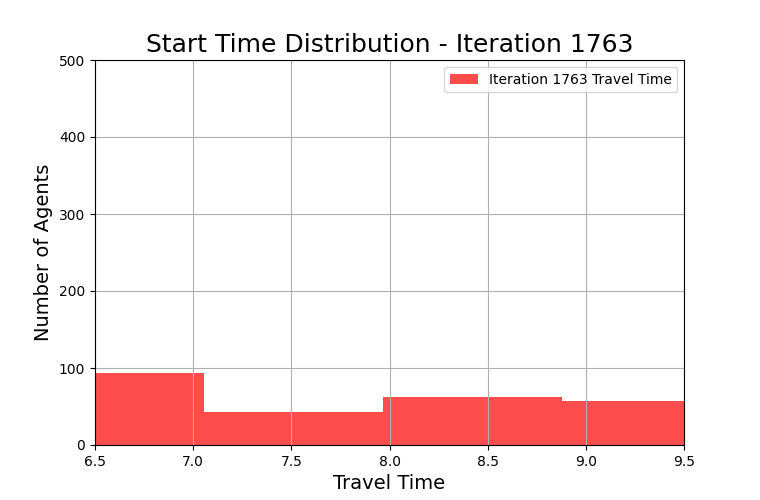 Start Time Distribution - Iteration 1763
500
400
300
200
100
0
Number of Agents
Iteration 1763 Travel Time
6.5 7.0 7.5 8.0 8.5 9.0 9.5
Travel Time